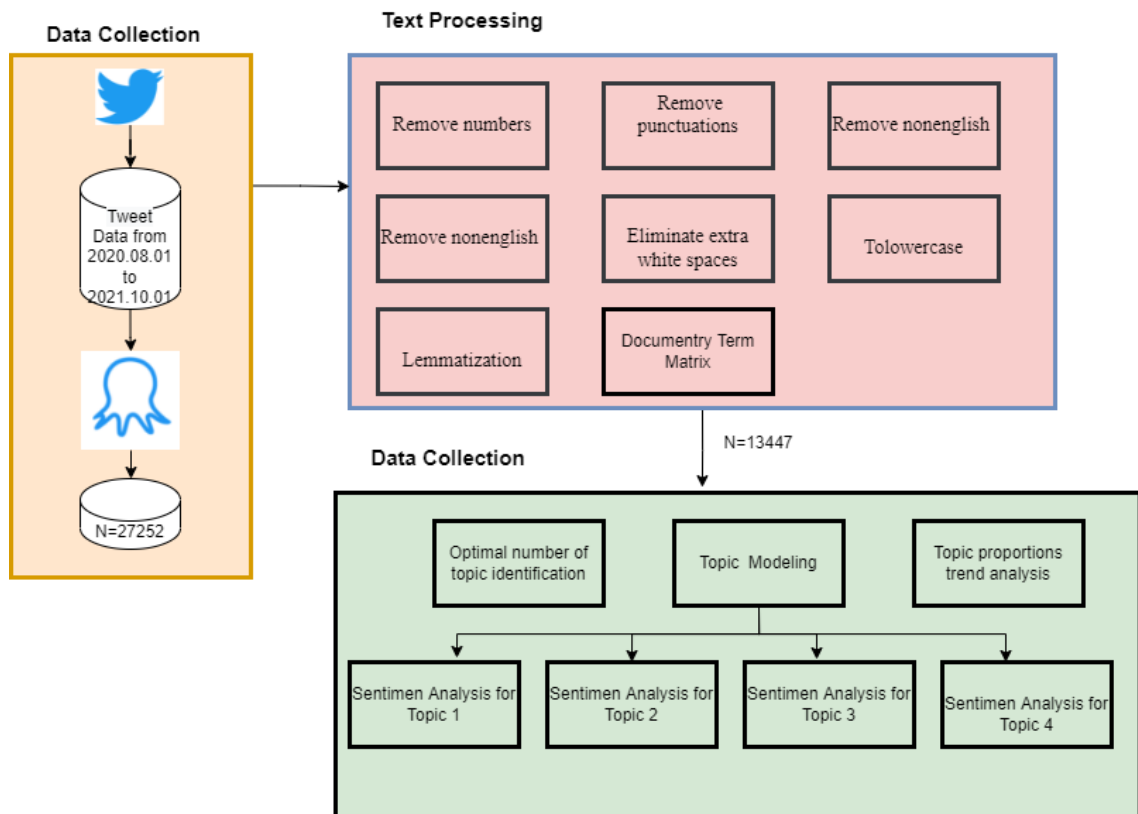 Data Collection
Tweet
Data from
2020.08.01
to
2021.10.01
N=27252
Text Processing
Remove numbers
Remove
punctuations
Remove nonenglish
Remove nonenglish
Eliminate extra
white spaces
Tolowercase
Lemmatization
Documentry Term
Matrix
N=13447
Data Collection
Optimal number of
topic identification
Topic Modeling
Topic proportions
trend analysis
Sentimen Analysis for
Topic 1
Sentimen Analysis for
Topic 2
Sentimen Analysis for
Topic 3
Sentimen Analysis for
Topic 4